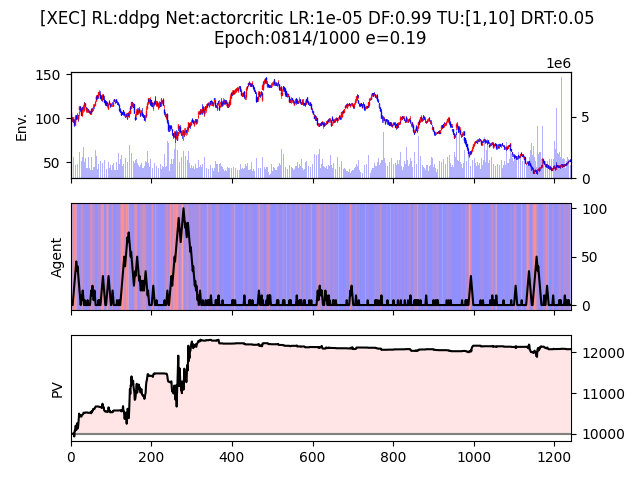 [XEC] RL:ddpg Net:actorcritic LR:1e-05 DF:0.99 TU:[1,10] DRT:0.05
Epoch:0814/1000 e=0.19
1e6
150
100
50
Env.
5
0
Agent
100
50
0
PV
12000
11000
10000
0 200 400 600 800 1000 1200